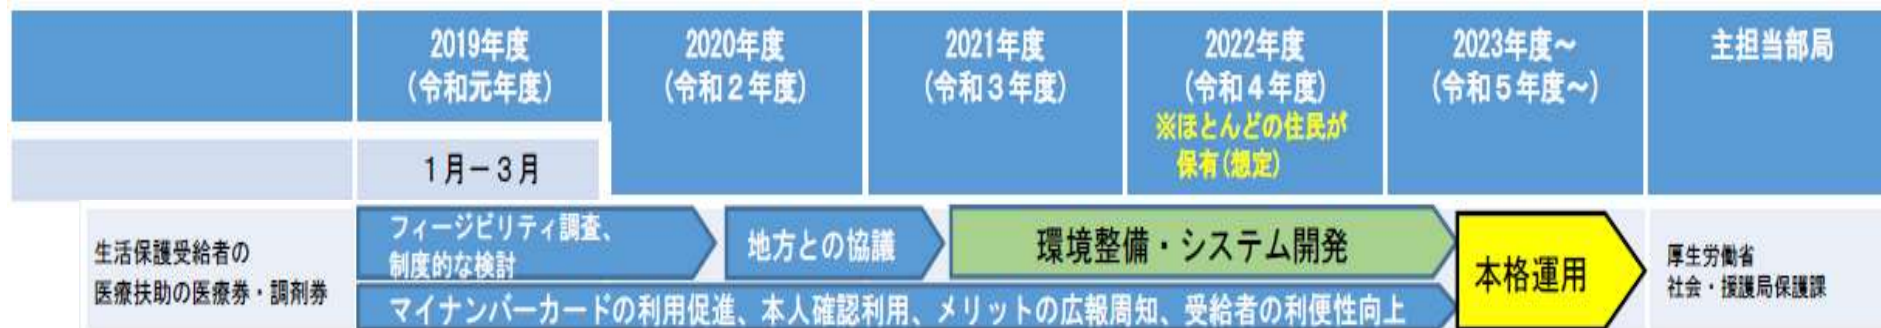 2019年度
(令和元年度)
2020年度
(令和２年度)
2021年度
(令和３年度)
2022年度
(令和４年度)
※ほとんどの住民が
保有(想定)
2023年度～
(令和５年度～)
主担当部局
１月－３月
生活保護受給者の
医療扶助の医療券・調剤券
フィージビリティ調査、
制度的な検討
地方との協議
環境整備・システム開発
本格運用
厚生労働省
社会・援護局保護課
マイナンバーカードの利用促進、本人確認利用、メリットの広報周知、受給者の利便性向上